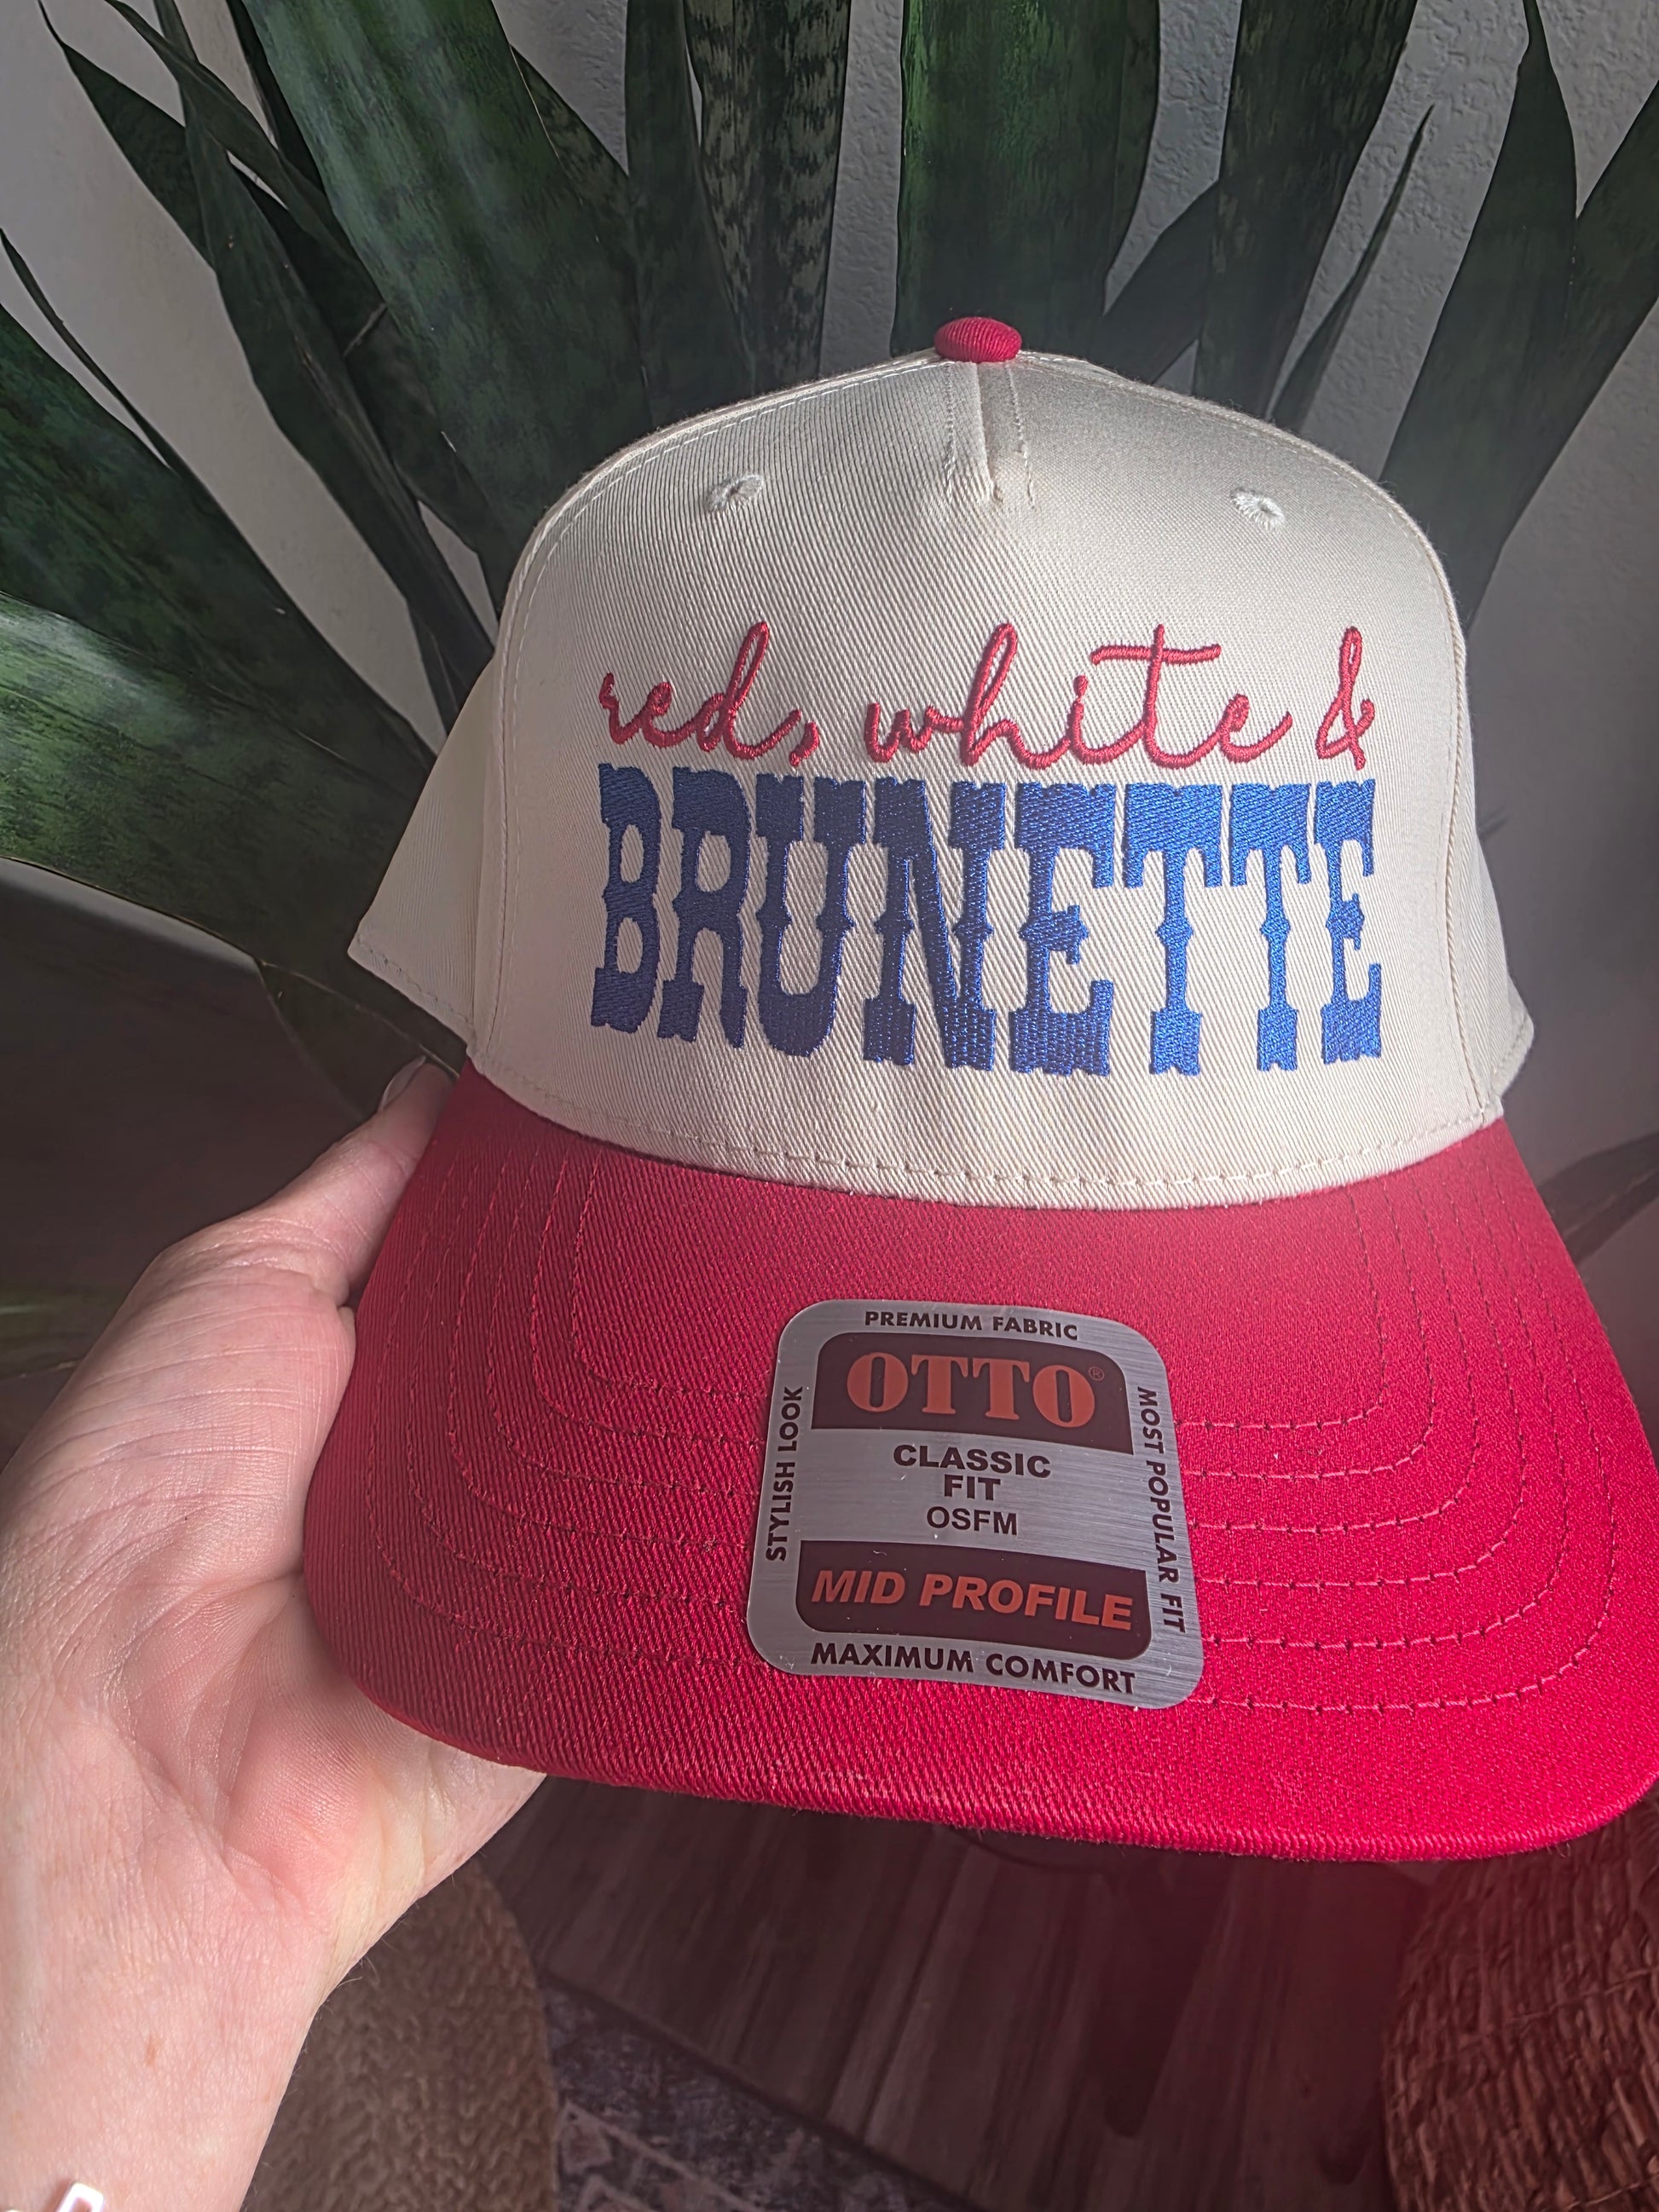 red, white &
BRUNETTE
PREMIUM FABRIC
OTTO®
STYLISH LOOK
CLASSIC
FIT
OSFM
MOST POPULAR FIT
MID PROFILE
MAXIMUM COMFORT